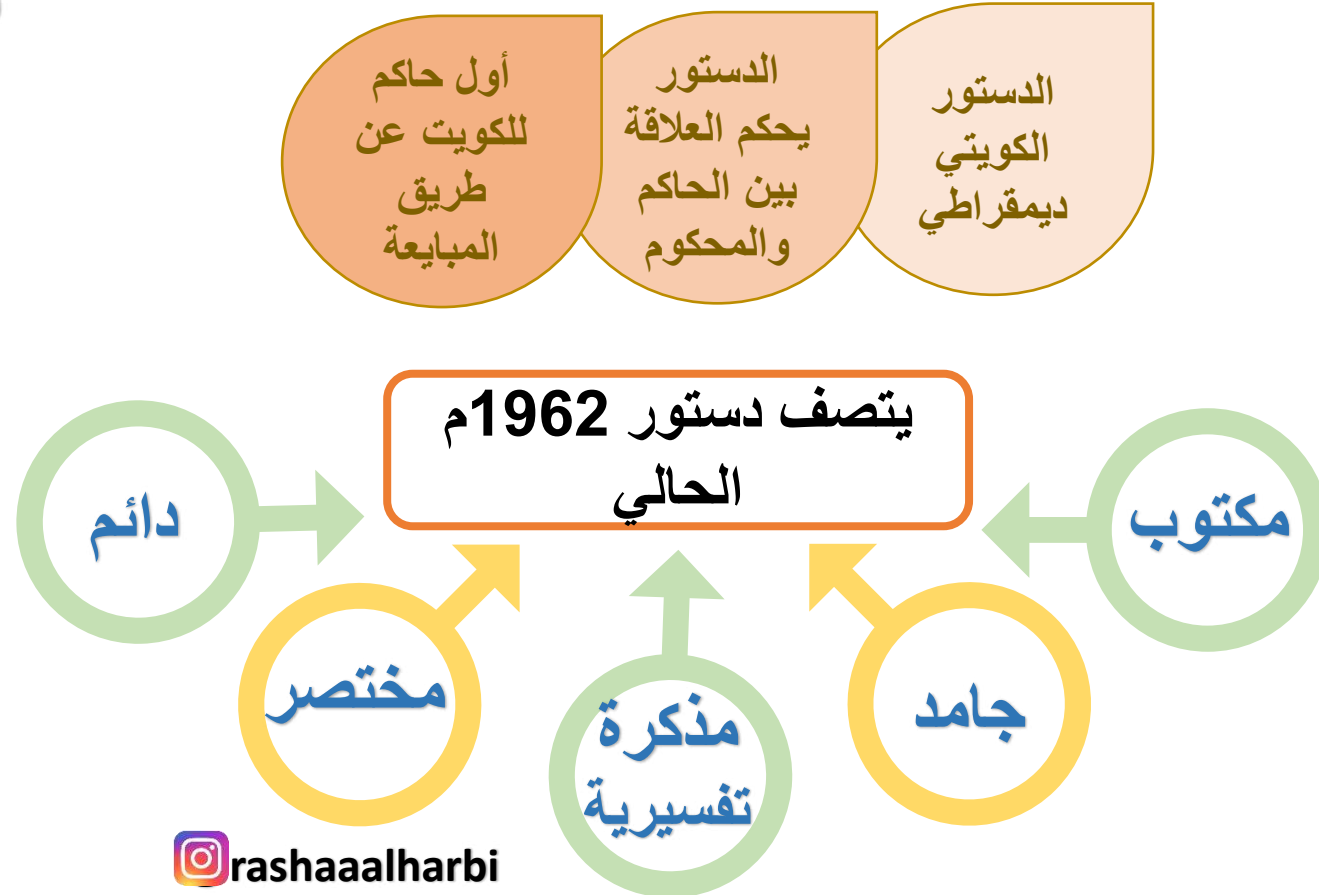 الدستور
الكويتي
ديمقراطي
الدستور
يحكم العلاقة
بين الحاكم
والمحكوم
أول حاكم
للكويت عن
طريق
المبايعة
يتصف دستور 1962م
الحالي
مكتوب
جامد
مذكرة
تفسيرية
مختصر
دائم
rashaaalharbi